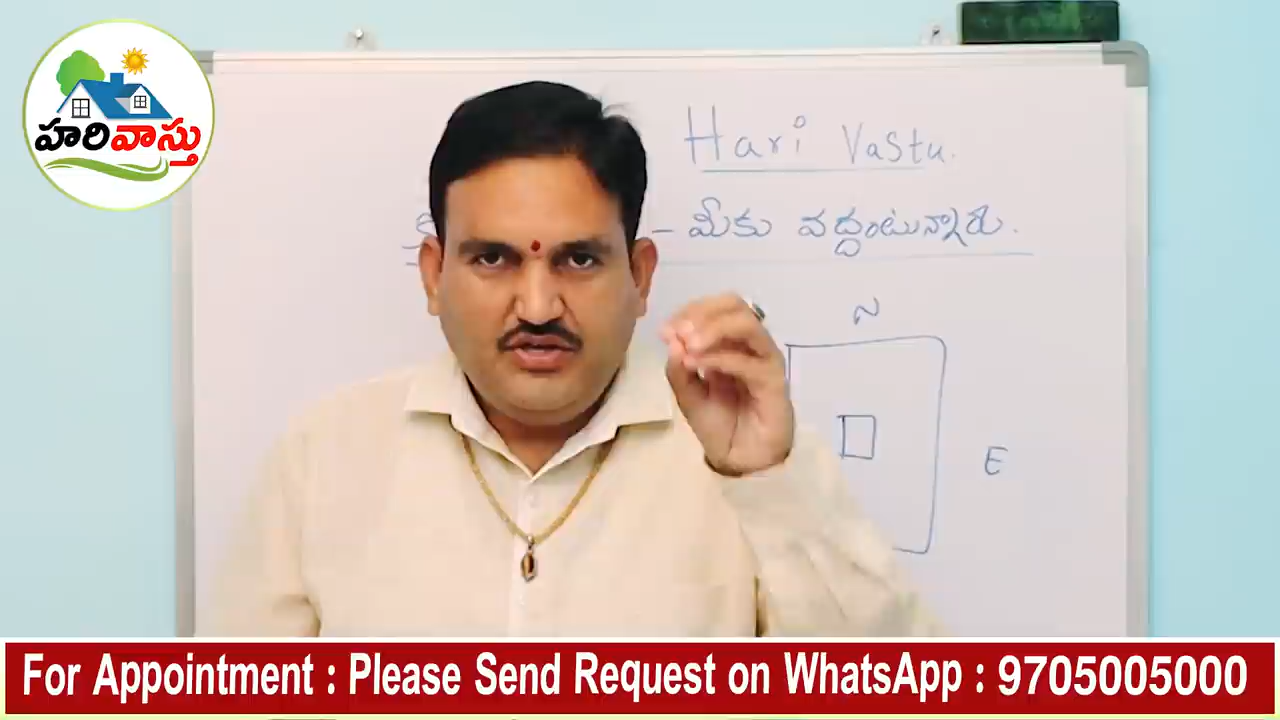 హరివాస్తు
Hari Vastu.
- మీకు వద్దంటున్నారు.
N
E
For Appointment : Please Send Request on WhatsApp : 9705005000